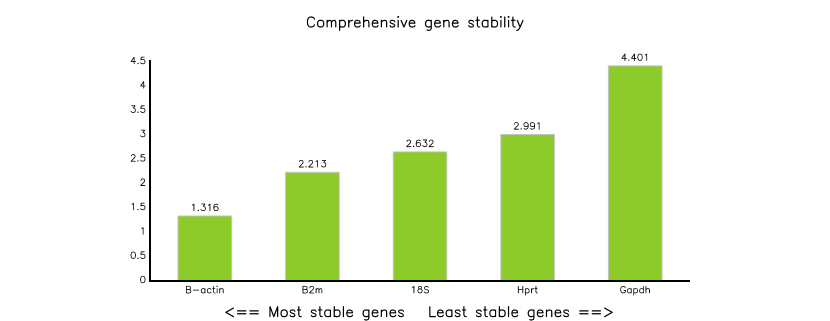 Comprehensive gene stability
4.5
4
3.5
3
2.5
2
1.5
1
0.5
0
1.316
2.213
2.632
2.991
4.401
B-actin
B2m
18S
Hprt
Gapdh
<== Most stable genes Least stable genes ==>